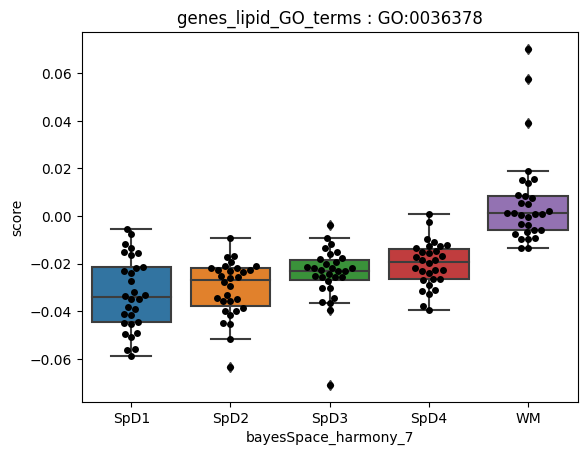 genes_lipid_GO_terms : GO:0036378
score
0.06
0.04
0.02
0.00
−0.02
−0.04
−0.06
SpD1 SpD2 SpD3 SpD4 WM
bayesSpace_harmony_7